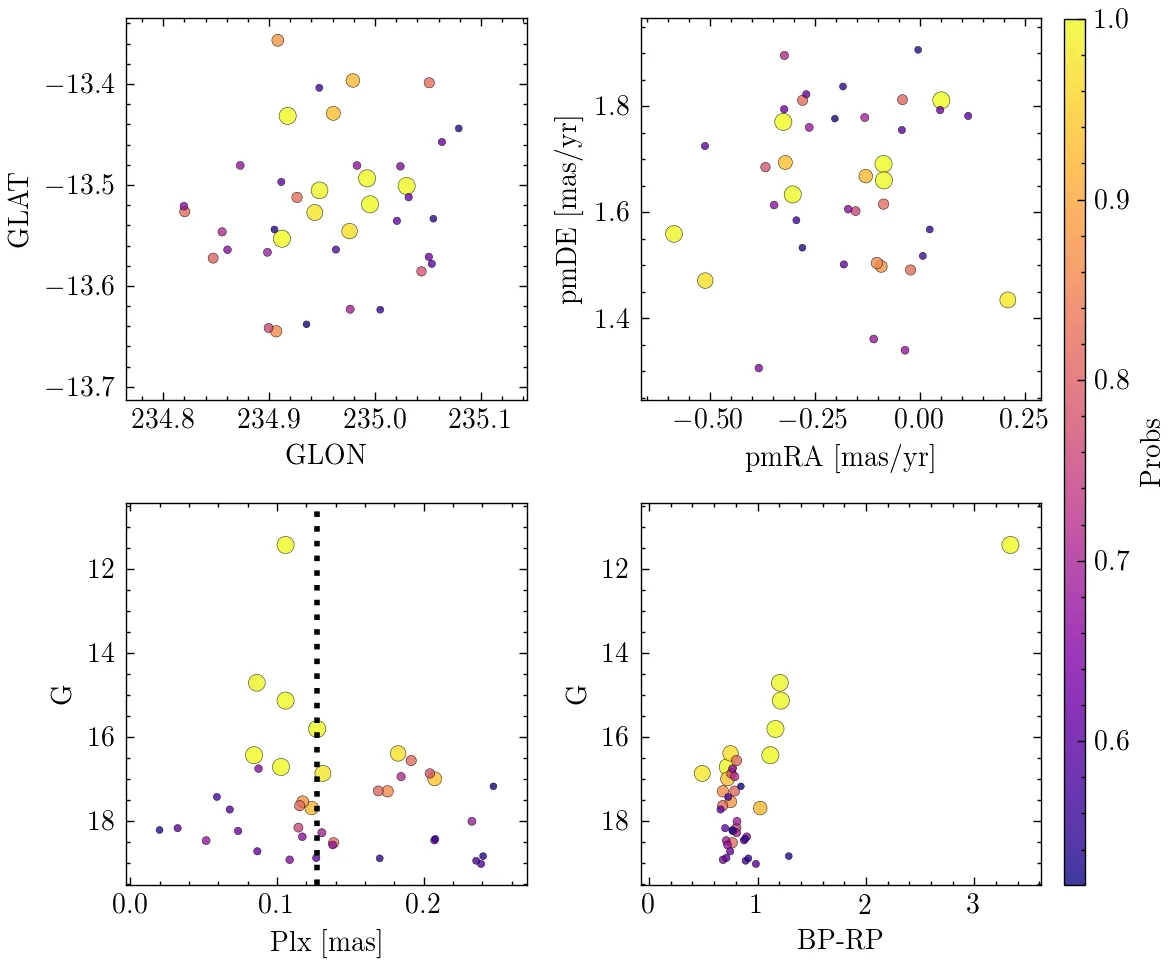 −13.4
−13.5
−13.6
−13.7
GLAT
234.8 234.9 235.0 235.1
GLON
1.8
1.6
1.4
pmDE [mas/yr]
−0.50 −0.25 0.00 0.25
pmRA [mas/yr]
12
14
16
18
G
0.0 0.1 0.2
Plx [mas]
12
14
16
18
G
0 1 2 3
BP-RP
1.0
0.9
0.8
0.7
0.6
Probs